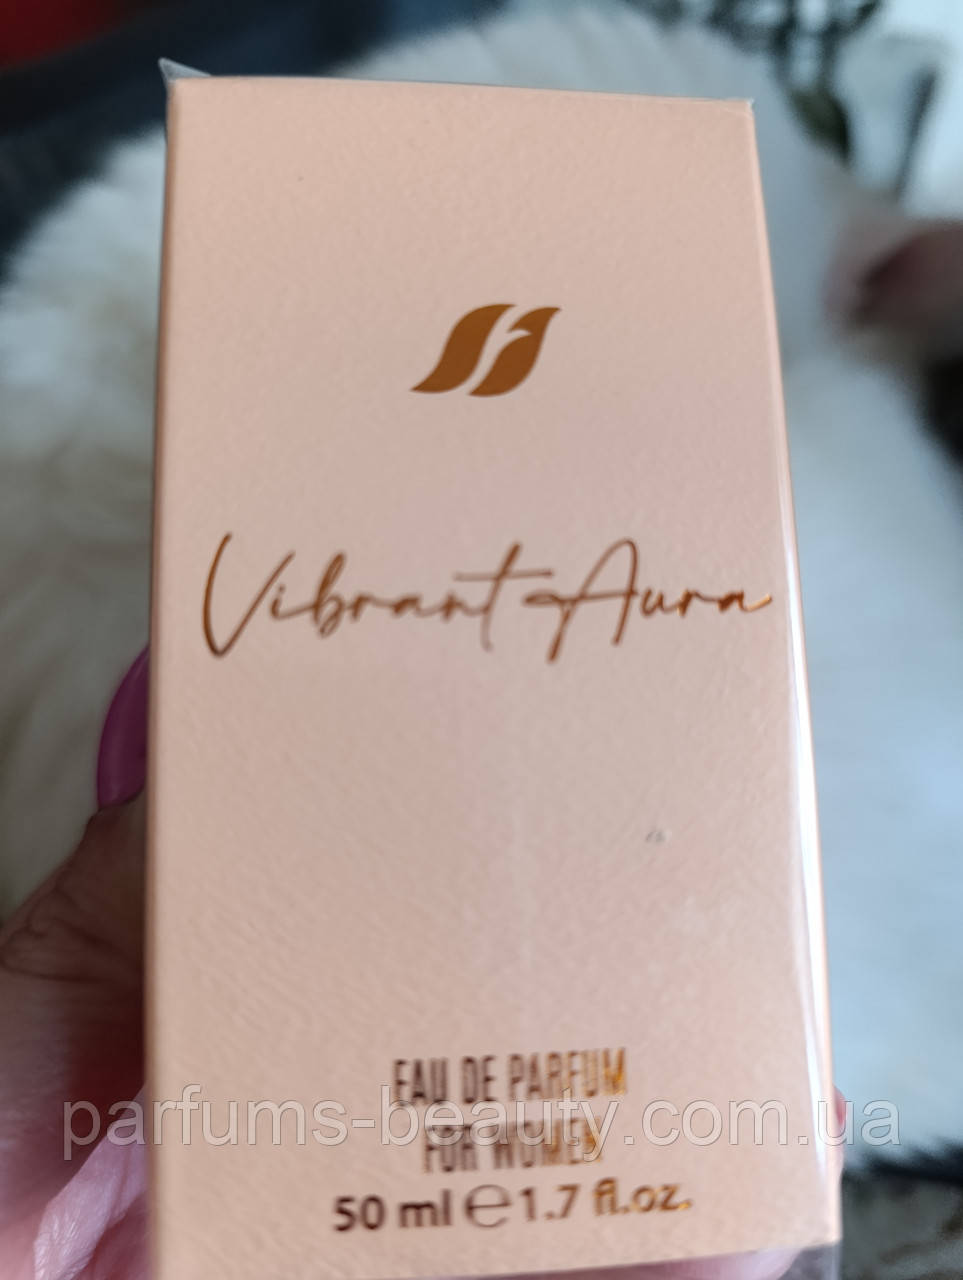 Vibrant Aura
EAU DE PARFUM
parfums-beauty.com.ua
FOR WOMEN
50 ml ℮ 1.7 fl.oz.